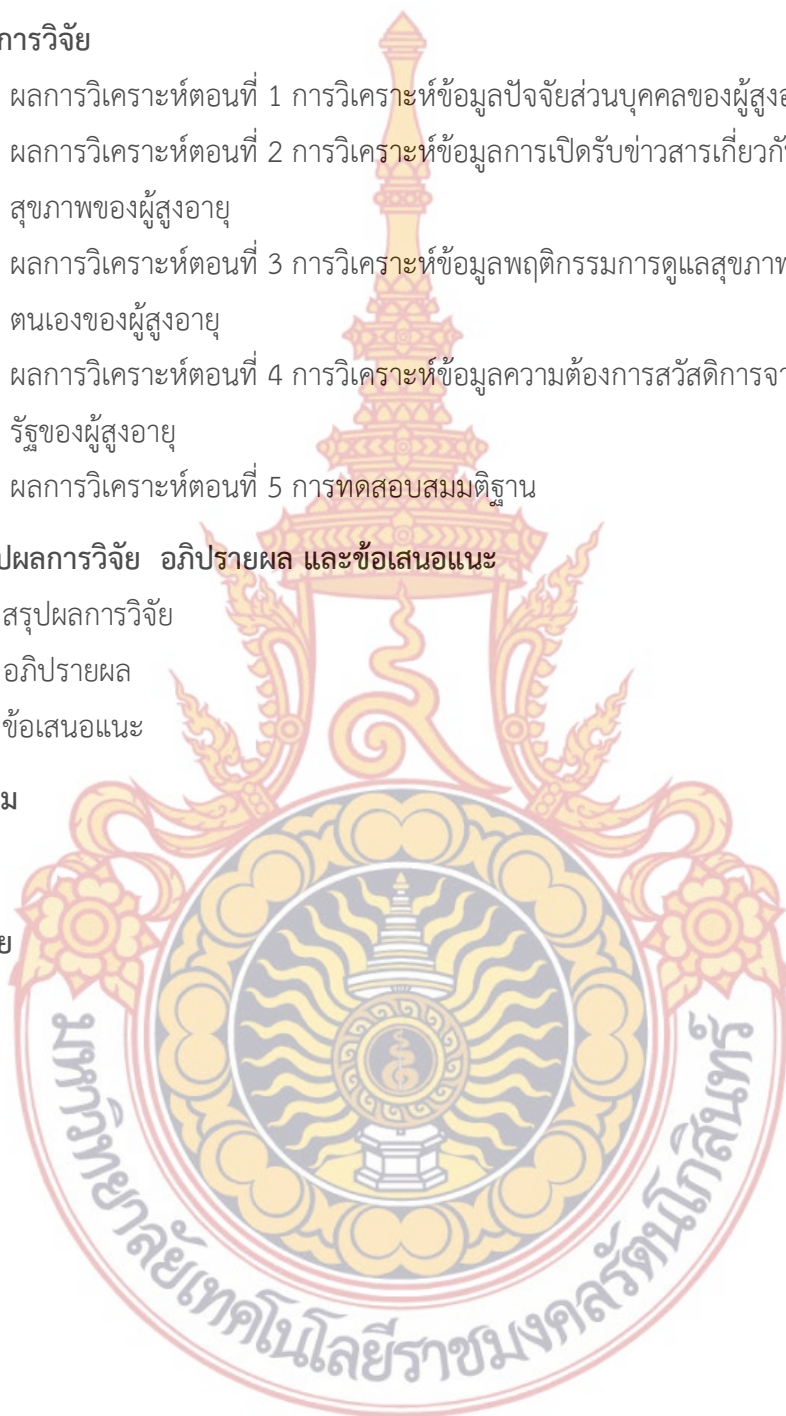 การวิจัย
ผลการวิเคราะห์ตอนที่ 1 การวิเคราะห์ข้อมูลปัจจัยส่วนบุคคลของผู้สูงอ
ผลการวิเคราะห์ตอนที่ 2 การวิเคราะห์ข้อมูลการเปิดรับข่าวสารเกี่ยวกั
สุขภาพของผู้สูงอายุ
ผลการวิเคราะห์ตอนที่ 3 การวิเคราะห์ข้อมูลพฤติกรรมการดูแลสุขภาพ
ตนเองของผู้สูงอายุ
ผลการวิเคราะห์ตอนที่ 4 การวิเคราะห์ข้อมูลความต้องการสวัสดิการจา
รัฐของผู้สูงอายุ
ผลการวิเคราะห์ตอนที่ 5 การทดสอบสมมติฐาน
ปผลการวิจัย อภิปรายผล และข้อเสนอแนะ
สรุปผลการวิจัย
อภิปรายผล
ข้อเสนอแนะ
ม
ย
มหาวิทยาลัยเทคโนโลยีราชมงคลรัตนโกสินทร์